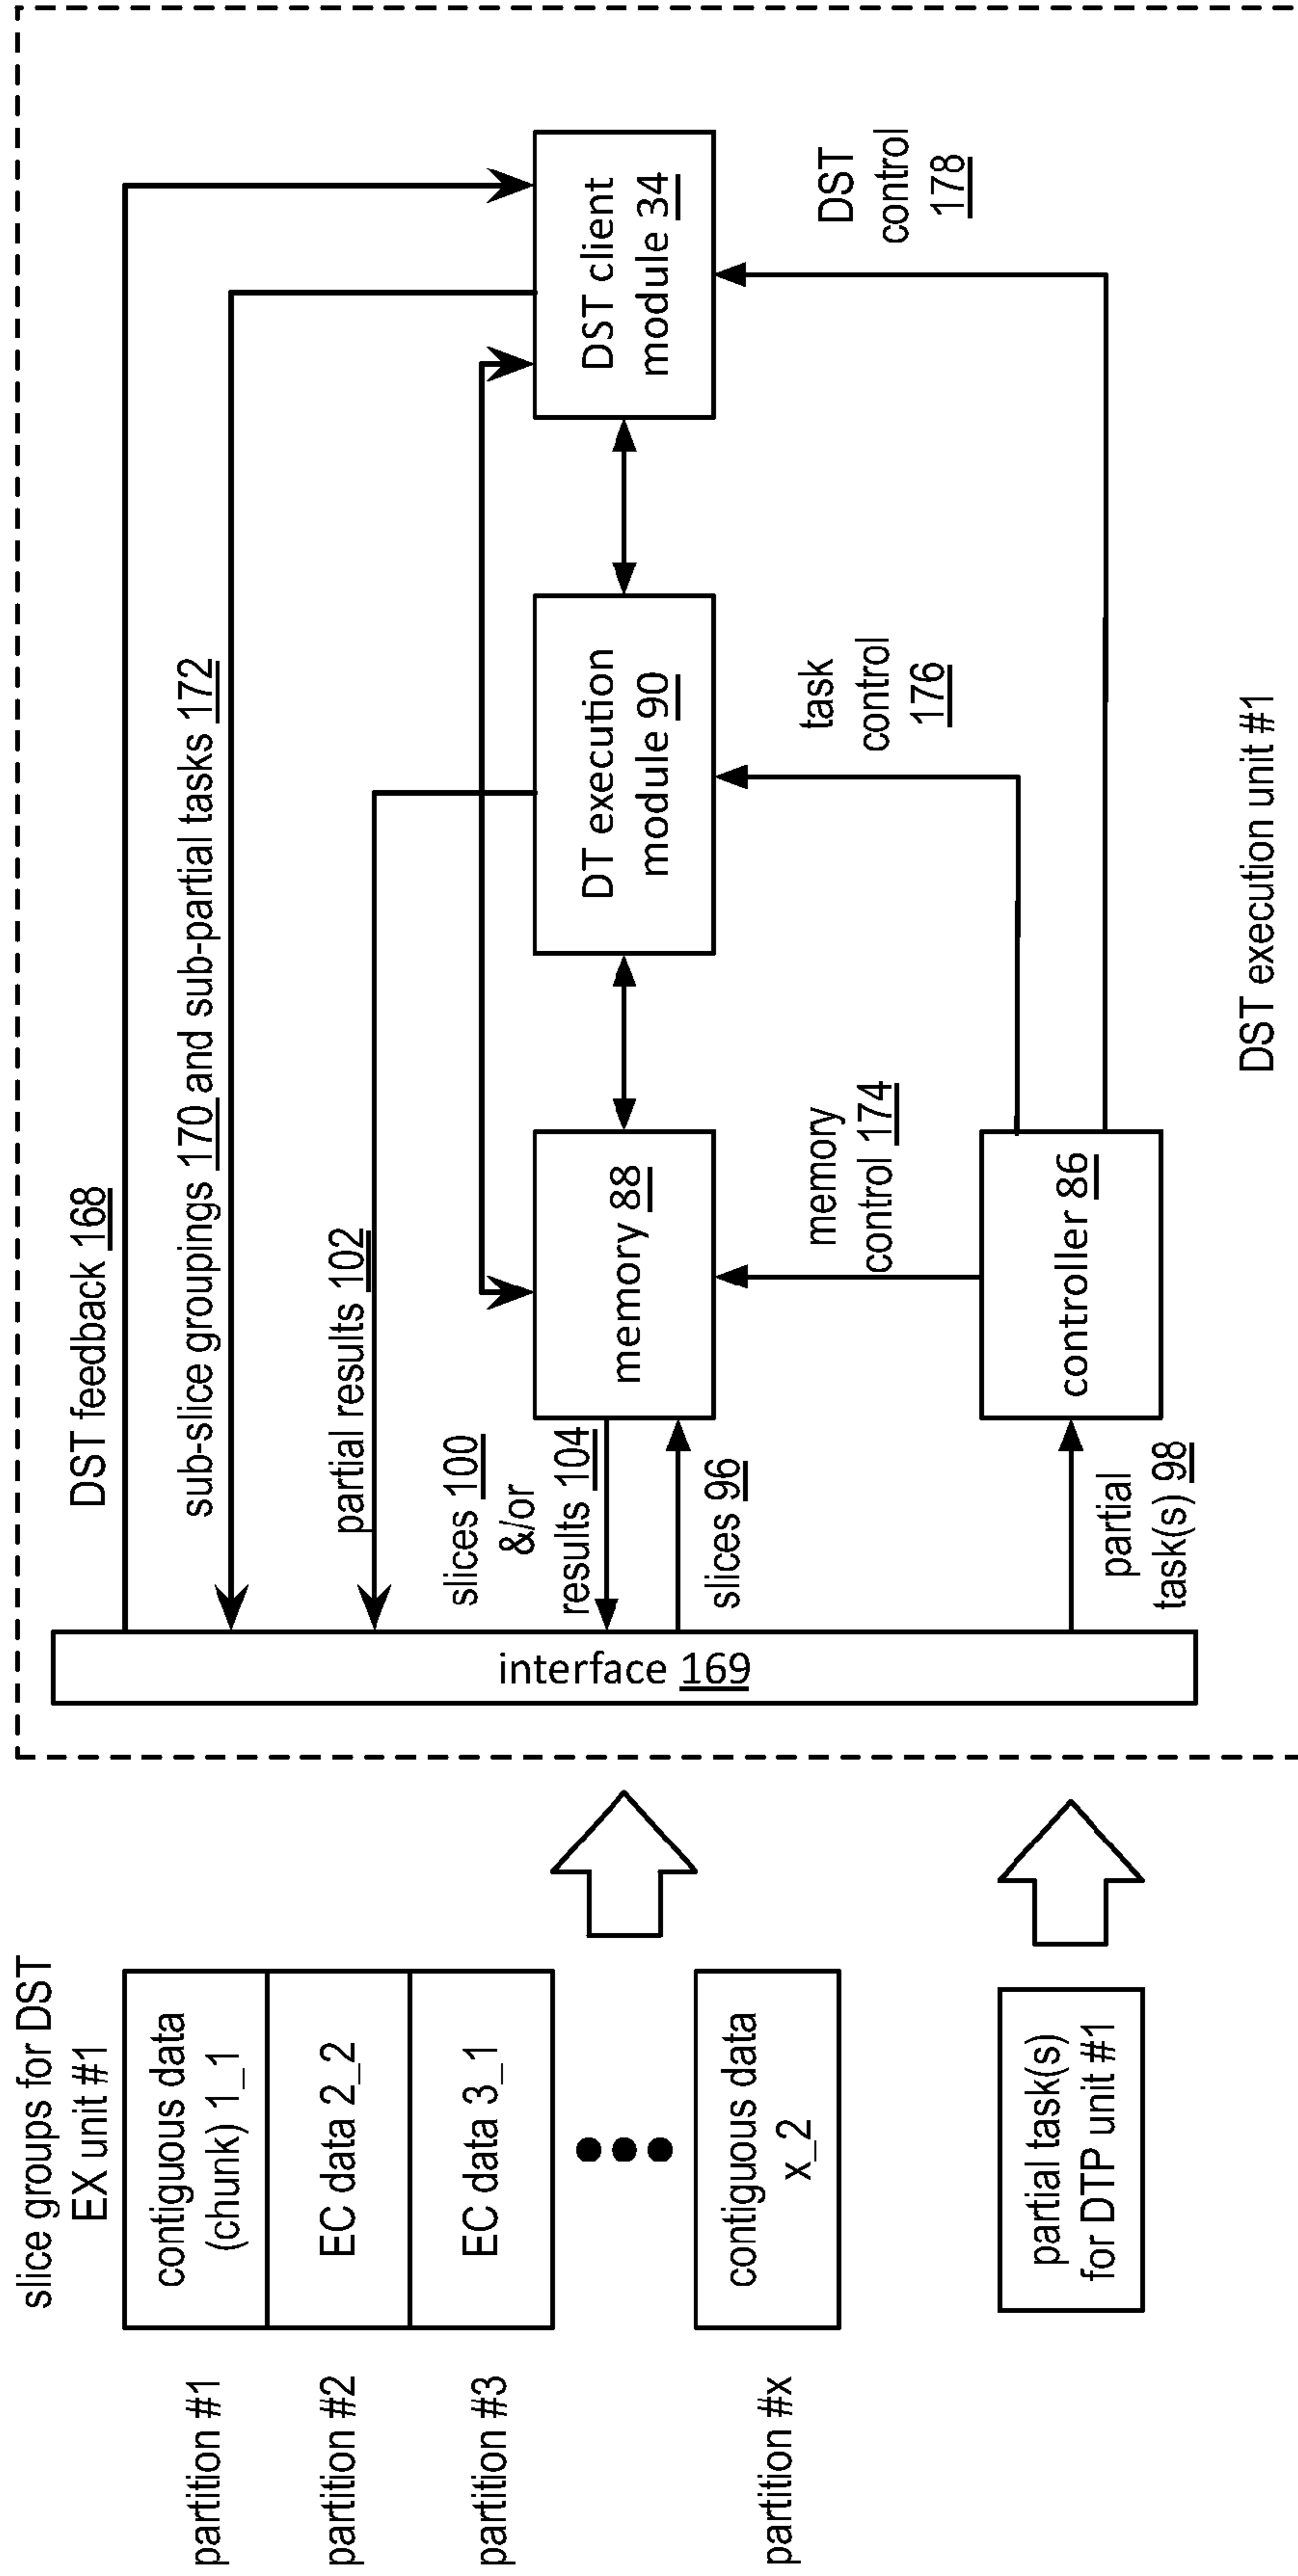 slice groups for DST
EX unit #1
partition #1
contiguous data
(chunk) 1_1
partition #2
EC data 2_2
partition #3
EC data 3_1
partition #x
contiguous data
x_2
partial task(s)
for DTP unit #1
interface 169
DST feedback 168
sub-slice groupings 170 and sub-partial tasks 172
partial results 102
slices 100
&/or
results 104
slices 96
partial
task(s) 98
memory 88
DT execution
module 90
DST client
module 34
memory
control 174
task
control
176
DST
control
178
controller 86
DST execution unit #1